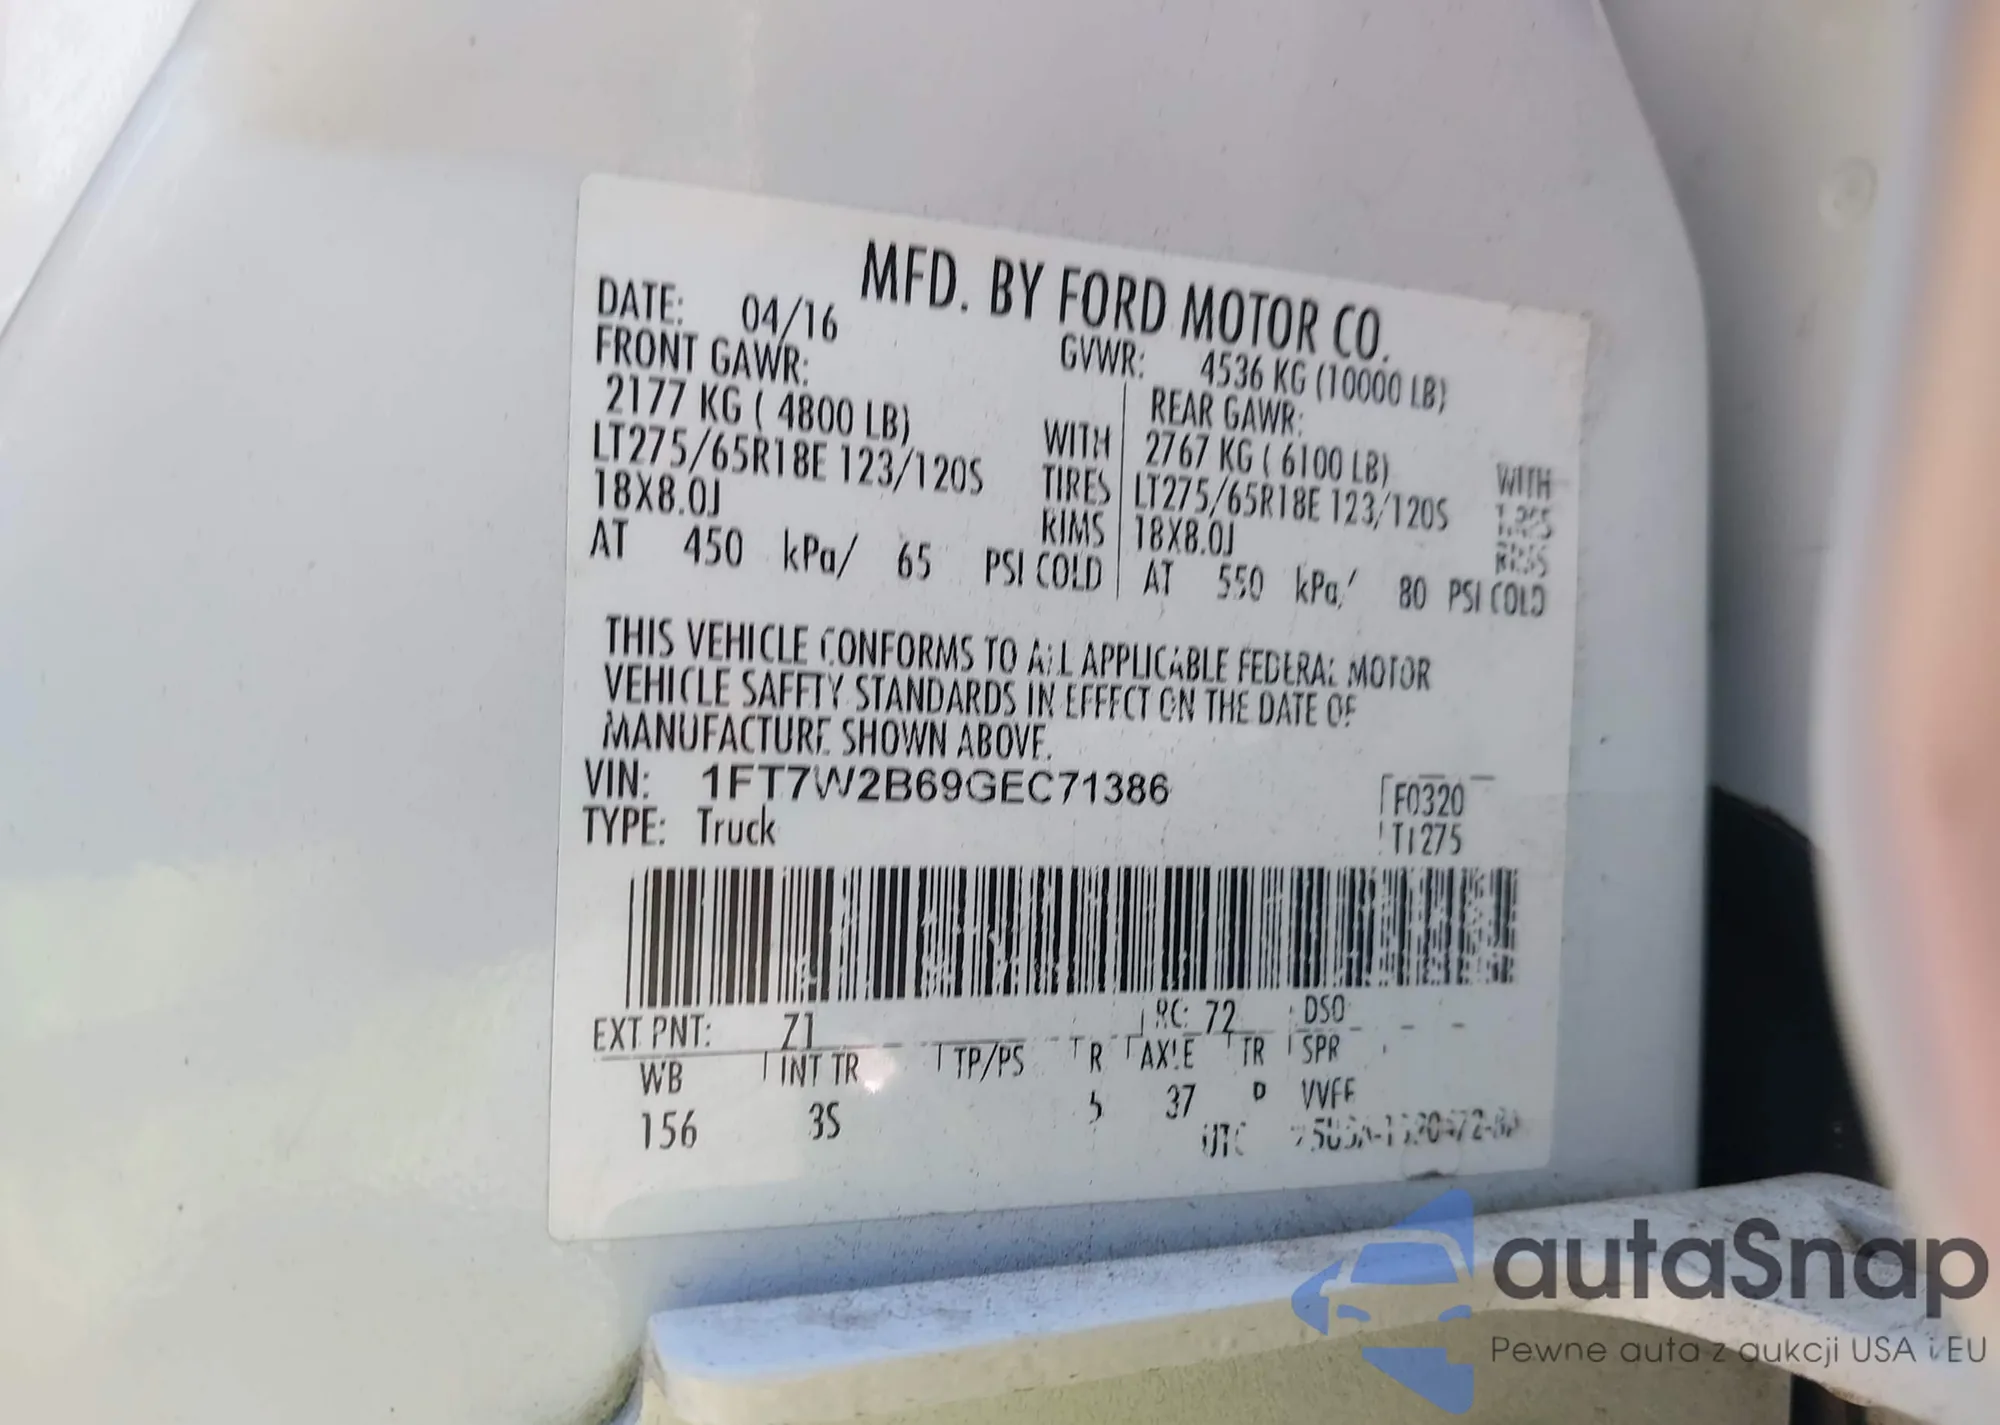 MFD. BY FORD MOTOR CO.
DATE: 04/16
GVWR: 4536 KG (10000 LB)
FRONT GAWR:
2177 KG ( 4800 LB) WITH
LT275/65R18E 123/120S TIRES
18X8.0J RIMS
AT 450 kPa/ 65 PSI COLD
REAR GAWR:
2767 KG ( 6100 LB) WITH
LT275/65R18E 123/120S
18X8.0J
AT 550 kPa/ 80 PSI COLD
THIS VEHICLE CONFORMS TO ALL APPLICABLE FEDERAL MOTOR
VEHICLE SAFETY STANDARDS IN EFFECT ON THE DATE OF
MANUFACTURE SHOWN ABOVE.
VIN: 1FT7W2B69GEC71386
TYPE: Truck
F0320
T1275
EXT PNT: Z1 RC: 72 DSO
WB INT TR TP/PS R AXLE TR SPR
156 3S 5 37 VVFF
UTC
autaSnap
Pewne auta z aukcji USA i EU